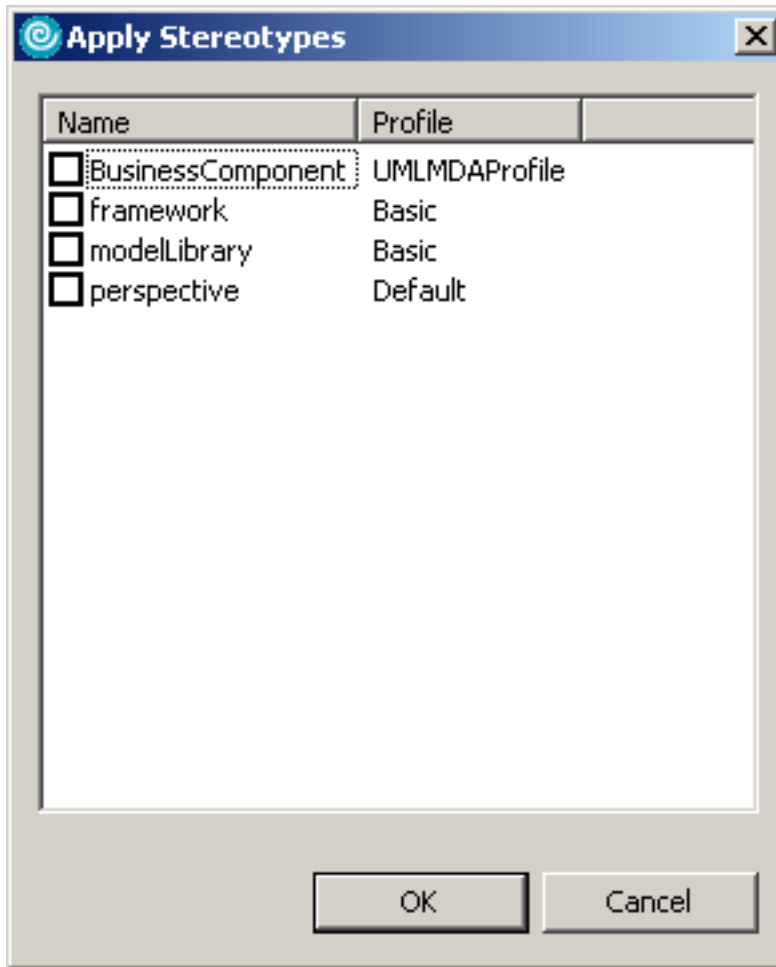 Apply Stereotypes
Name Profile
BusinessComponent UMLMDAProfile
framework Basic
modelLibrary Basic
perspective Default
OK Cancel